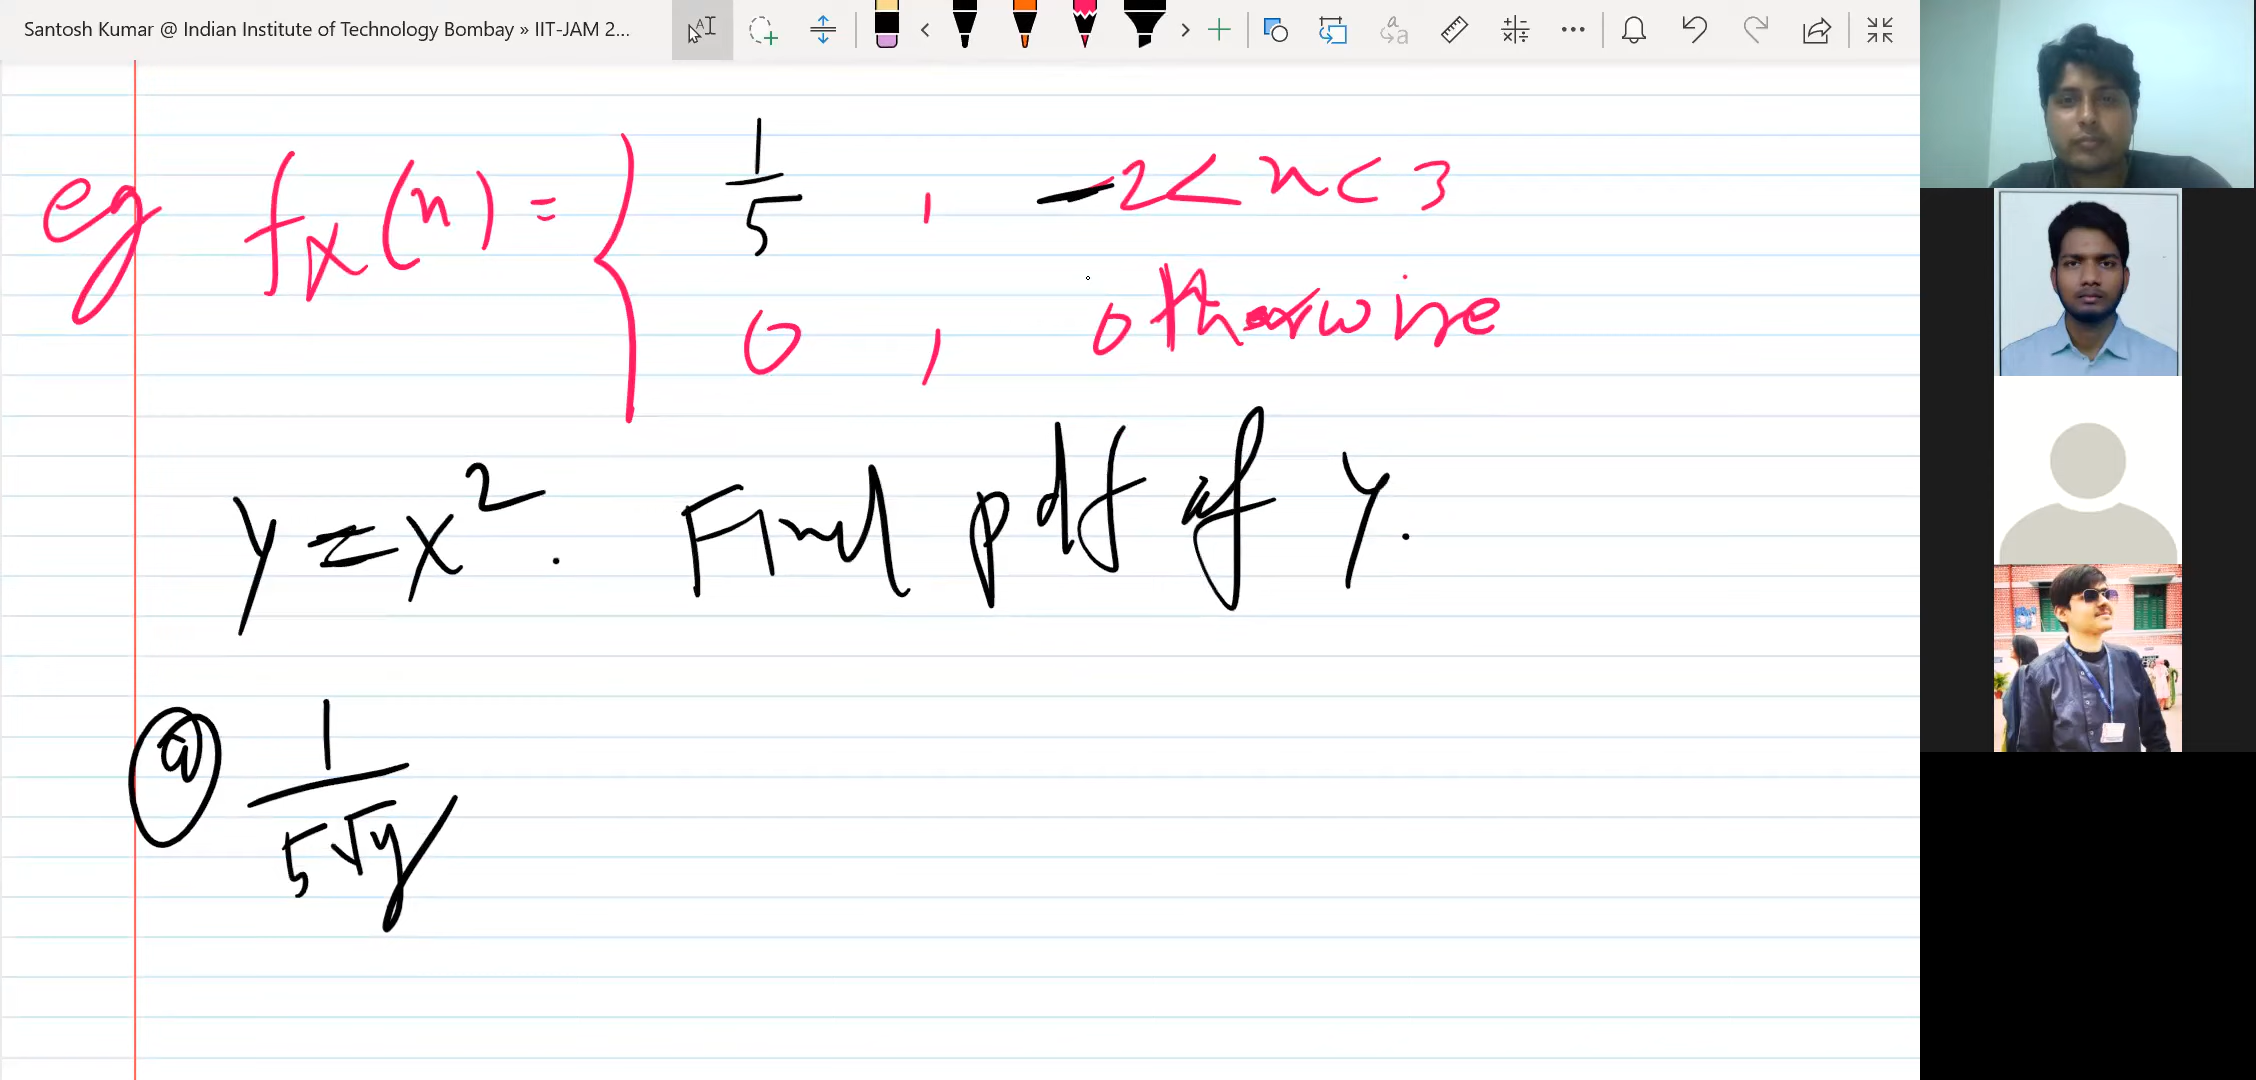 Santosh Kumar @ Indian Institute of Technology Bombay » IIT-JAM 2...
eg f_X(x) = { 1/5 , -2 < x < 3
0 , otherwise
Y = X² . Find pdf of Y.
ⓐ 1/(5√y)